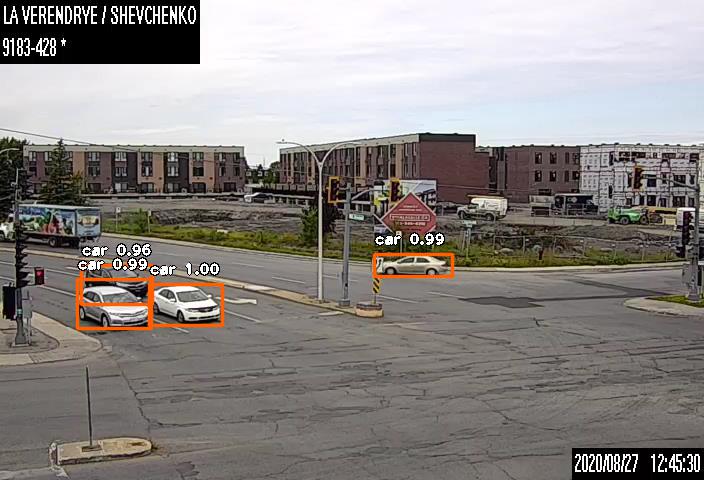 LA VERENDRYE / SHEVCHENKO
9183-428 *
car 0.99
car 0.96
car 0.99
car 1.00
2020/08/27 12:45:30